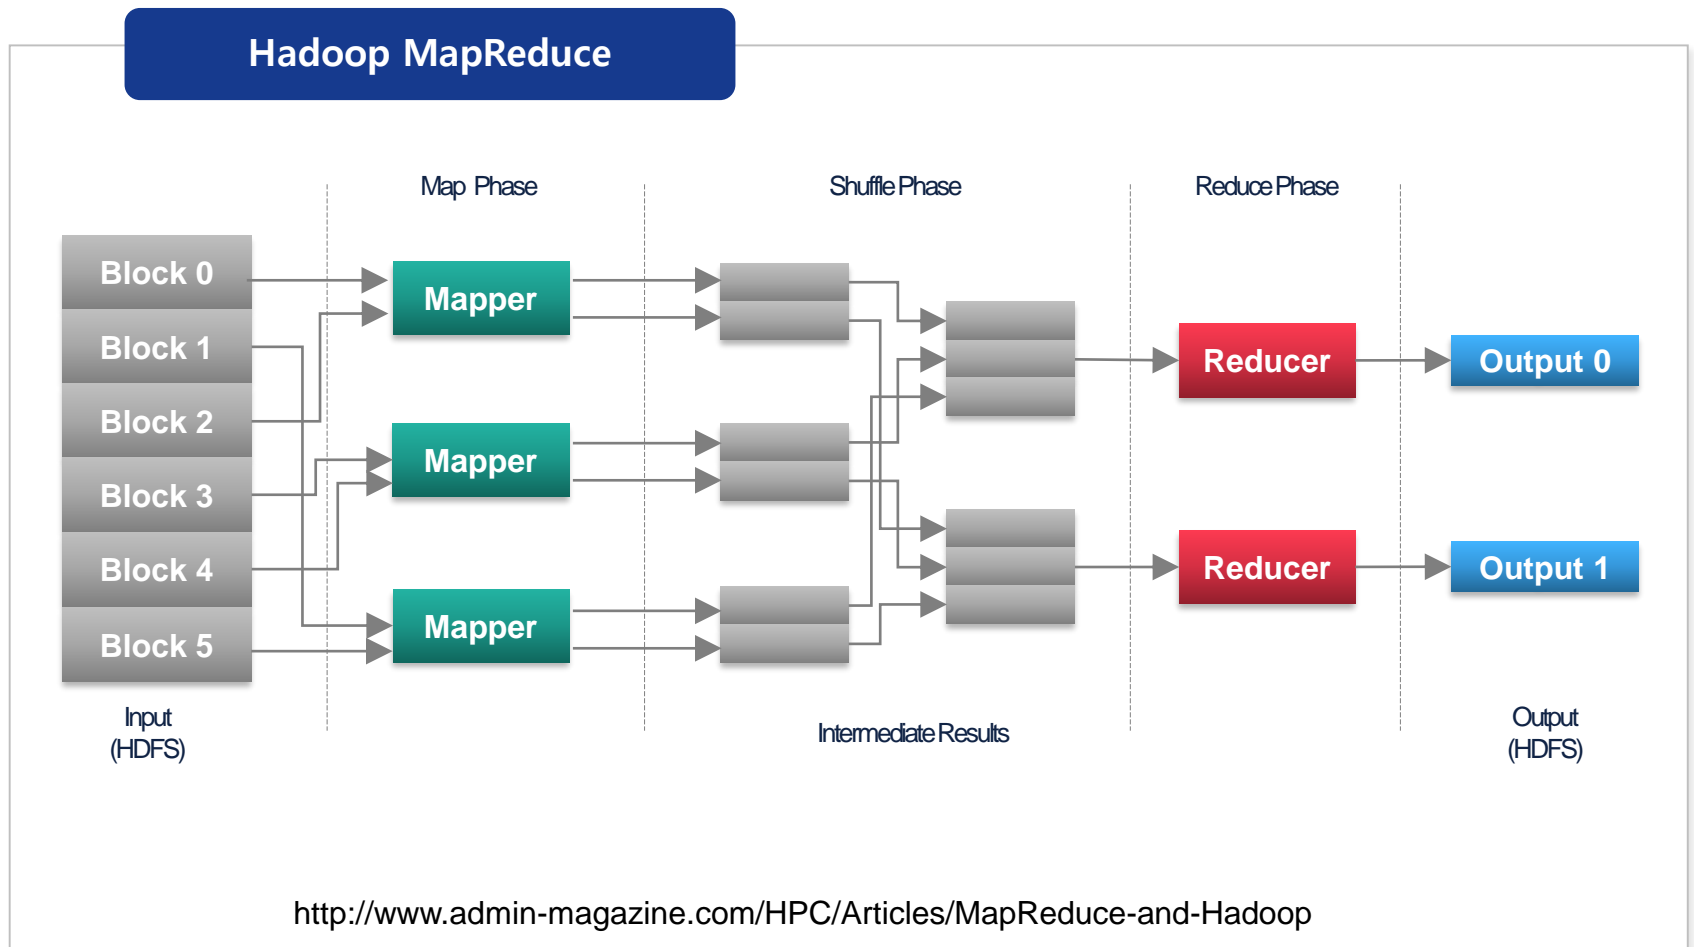 Hadoop MapReduce
Map Phase
Shuffle Phase
Reduce Phase
Block 0
Block 1
Block 2
Block 3
Block 4
Block 5
Mapper
Mapper
Mapper
Reducer
Reducer
Output 0
Output 1
Input
(HDFS)
Intermediate Results
Output
(HDFS)
http://www.admin-magazine.com/HPC/Articles/MapReduce-and-Hadoop